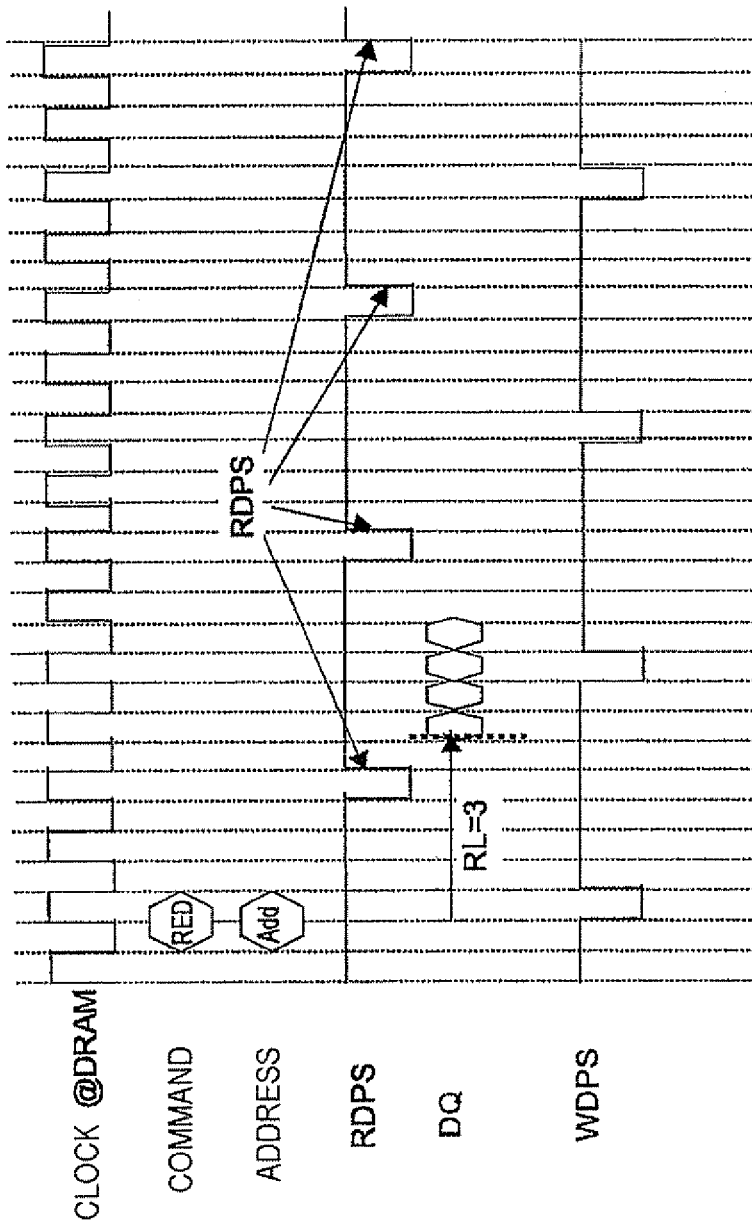 CLOCK @DRAM
COMMAND
RED
ADDRESS
Add
RDPS
RDPS
DQ
RL=3
WDPS